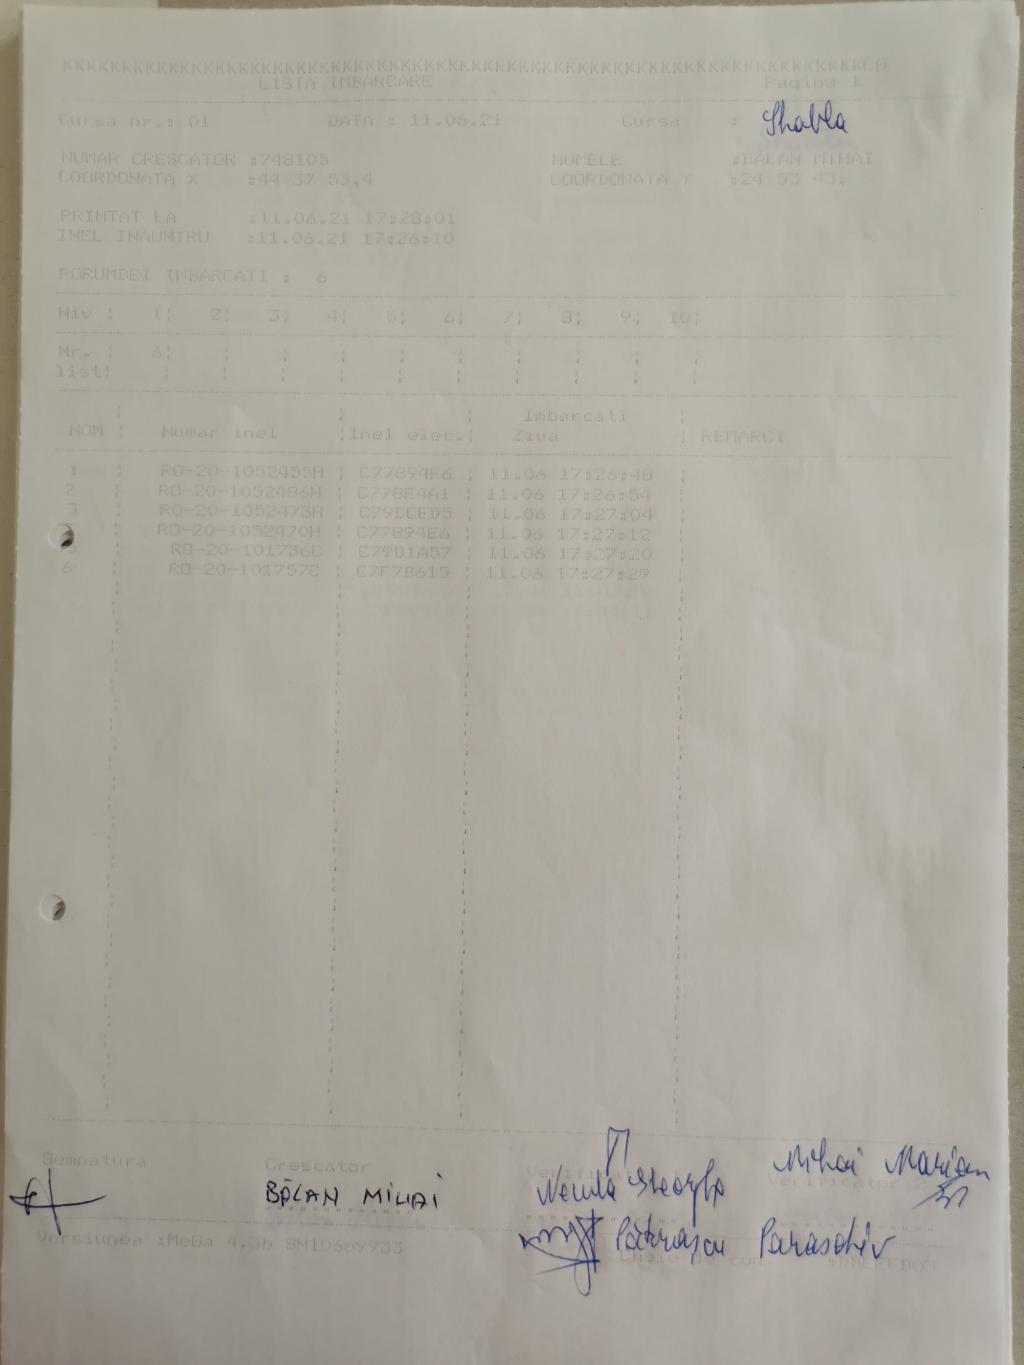 LISTA IMBARCARE Pagina 1
Cursa nr.: 01 DATA : 11.06.21 Cursa : Shabla
NUMAR CRESCATOR :748105 NUMELE :BALAN MIHAI
COORDONATA X :44 37 53,4 COORDONATA Y :24 53 43,
PRINTAT LA :11.06.21 17:28:01
INEL INAUNTRU :11.06.21 17:26:10
PORUMBEI IMBARCATI : 6
Niv : 1: 2: 3: 4: 5: 6: 7: 8: 9: 10:
Nr. : 6: : : : : : : : : :
list: : : : : : : : : : :
: : : Imbarcati :
NOM : Numar inel :Inel elec.: Ziua : REMARCI
1 : RO-20-1052455H : C77894F6 : 11.06 17:26:48 :
2 : RO-20-1052486H : C778E4A1 : 11.06 17:26:54 :
3 : RO-20-1052473H : C79DCED5 : 11.06 17:27:04 :
: RO-20-1052470H : C77894E6 : 11.06 17:27:12 :
5 : RO-20-101736C : C79D1A57 : 11.06 17:27:20 :
6 : RO-20-101757C : C7F7B615 : 11.06 17:27:29 :
Semnatura Crescator Verificator Mihai Marian
BĂLAN MIHAI Verificator 2
Pătrașcu Paraschiv
Versiunea :MeGa 4.3b SM10669933